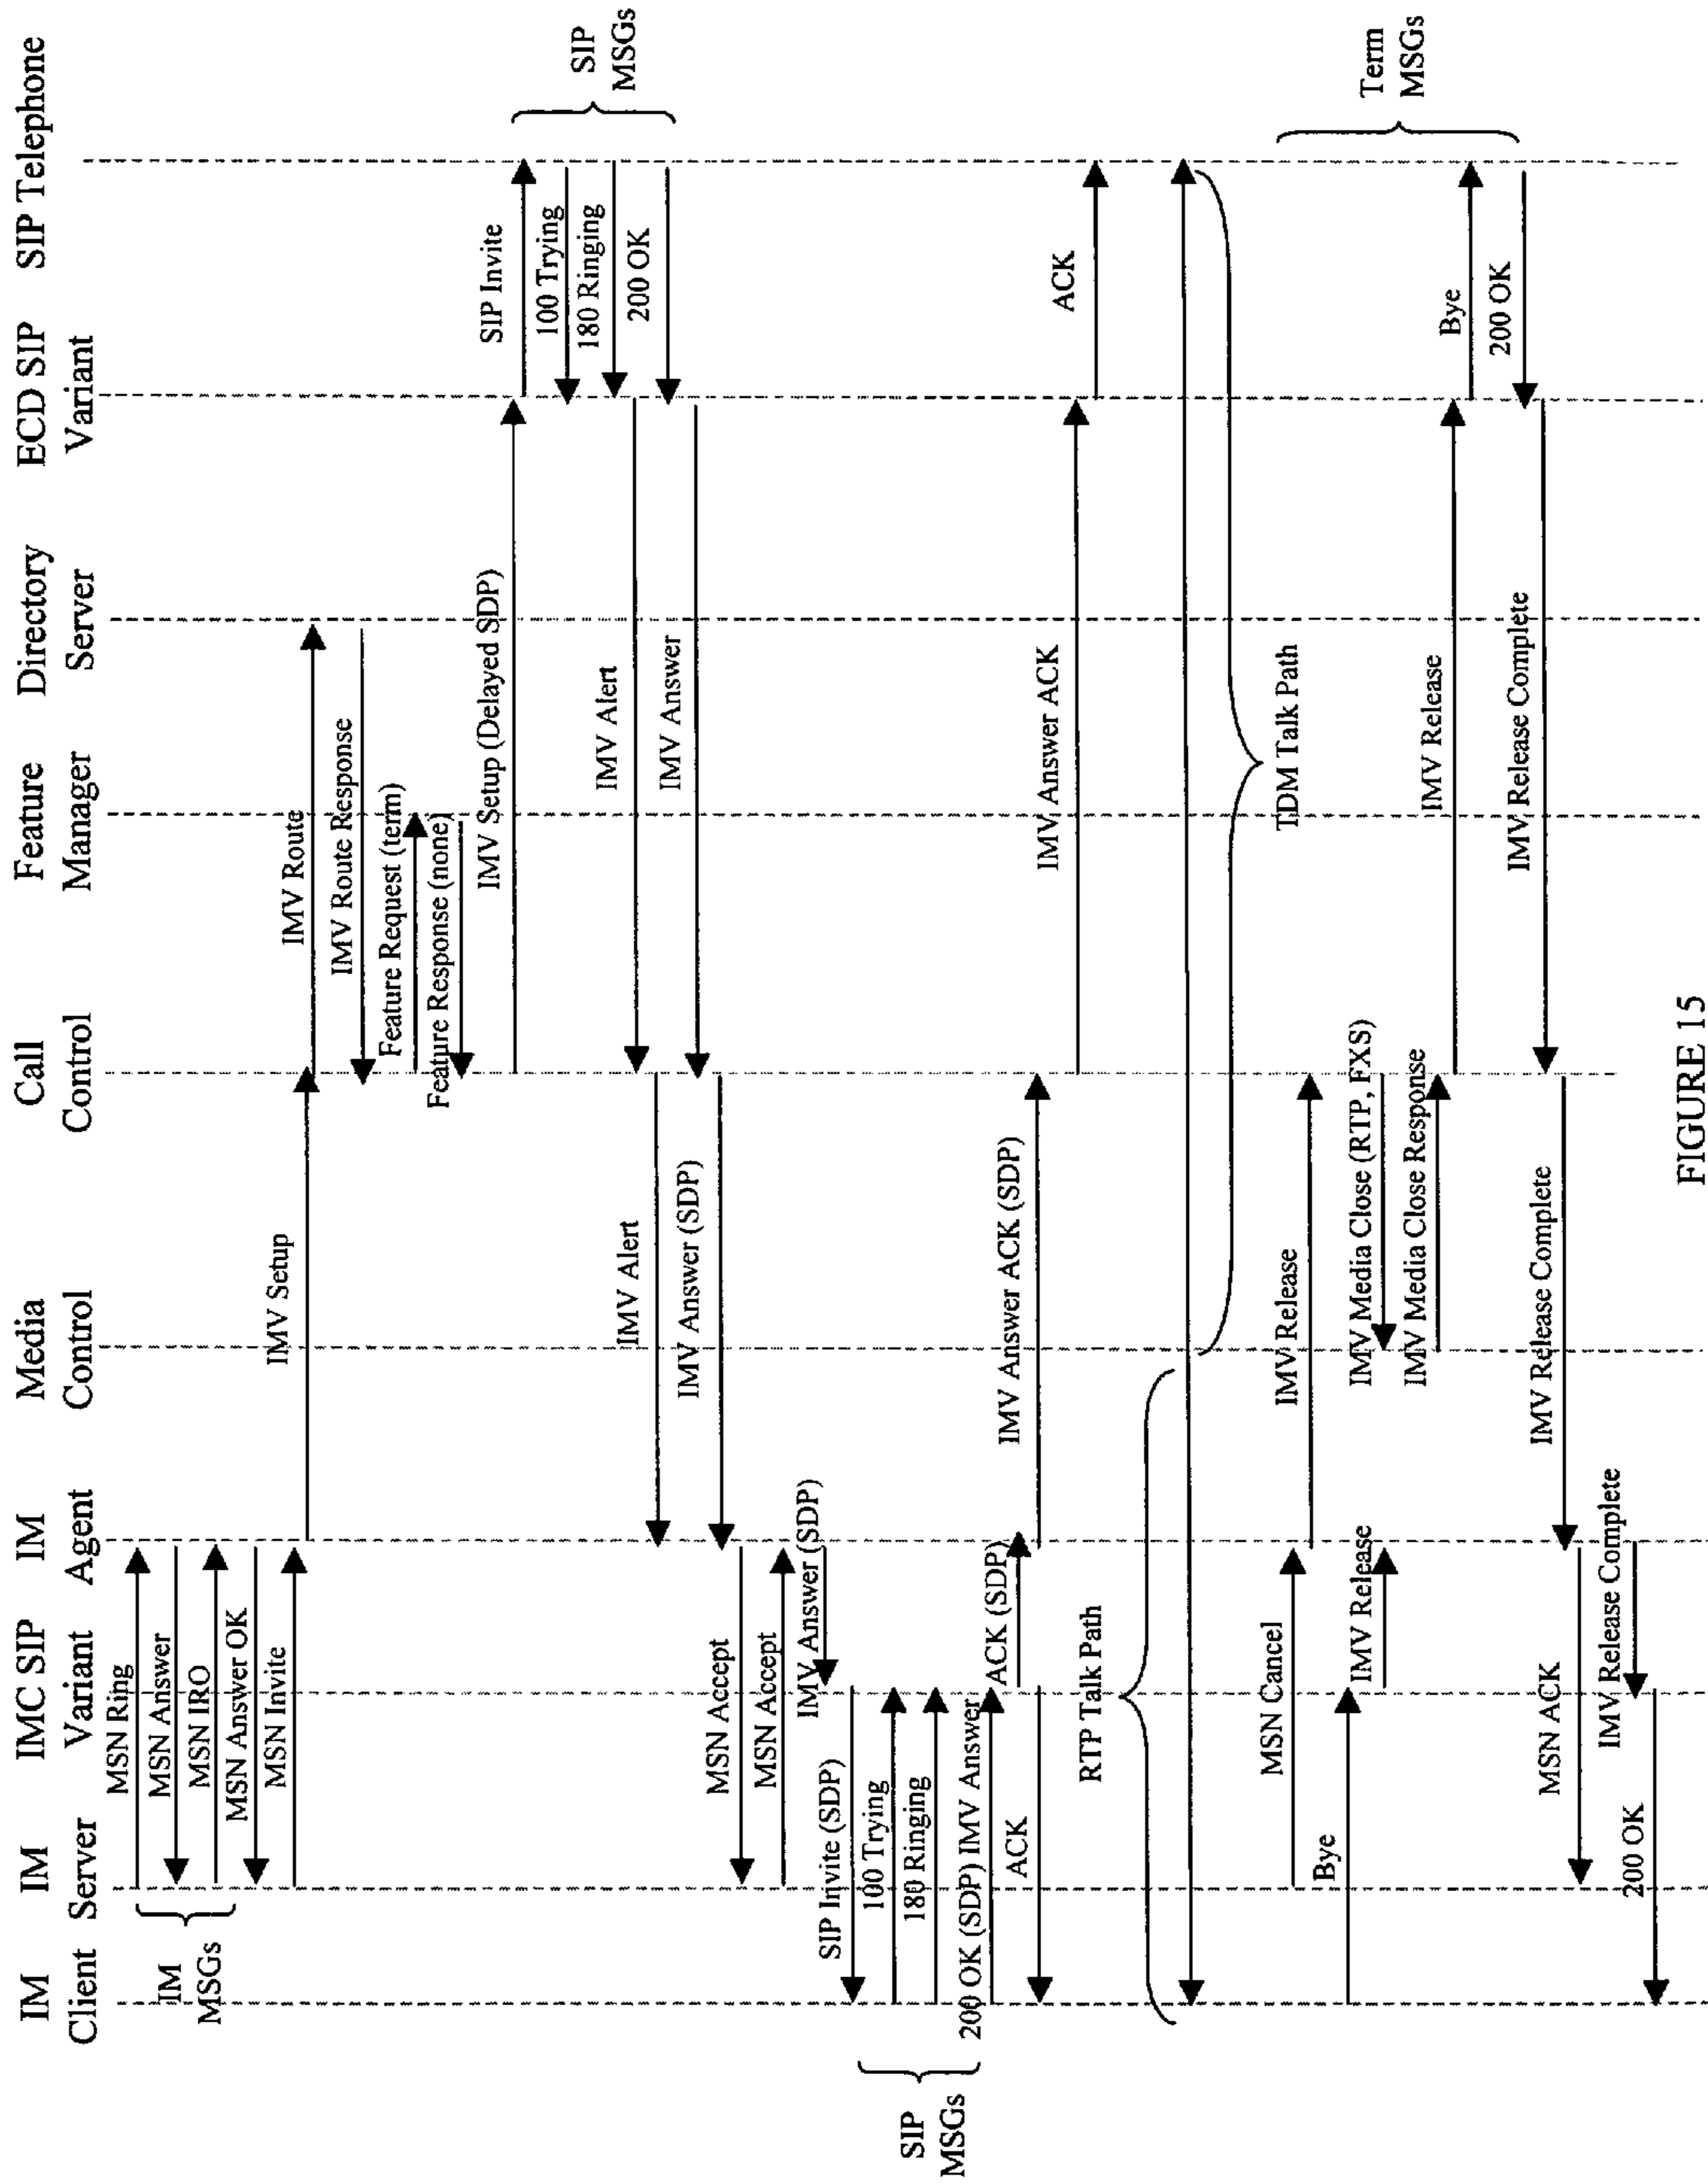 IM
Client
IM
Server
IMC SIP
Variant
IM
Agent
Media
Control
Call
Control
Feature
Manager
Directory
Server
ECD SIP
Variant
SIP Telephone
IM
MSGs
MSN Ring
MSN Answer
MSN IRO
MSN Answer OK
MSN Invite
IMV Setup
IMV Route
IMV Route Response
Feature Request (term)
Feature Response (none)
IMV Setup (Delayed SDP)
SIP Invite
100 Trying
180 Ringing
200 OK
SIP
MSGs
IMV Alert
IMV Answer
IMV Alert
IMV Answer (SDP)
MSN Accept
MSN Accept
IMV Answer (SDP)
SIP Invite (SDP)
100 Trying
180 Ringing
200 OK (SDP) IMV Answer
ACK
SIP
MSGs
ACK (SDP)
IMV Answer ACK (SDP)
IMV Answer ACK
ACK
RTP Talk Path
TDM Talk Path
MSN Cancel
Bye
IMV Release
IMV Release
IMV Media Close (RTP, FXS)
IMV Media Close Response
IMV Release
Bye
200 OK
Term
MSGs
IMV Release Complete
IMV Release Complete
MSN ACK
IMV Release Complete
200 OK
FIGURE 15